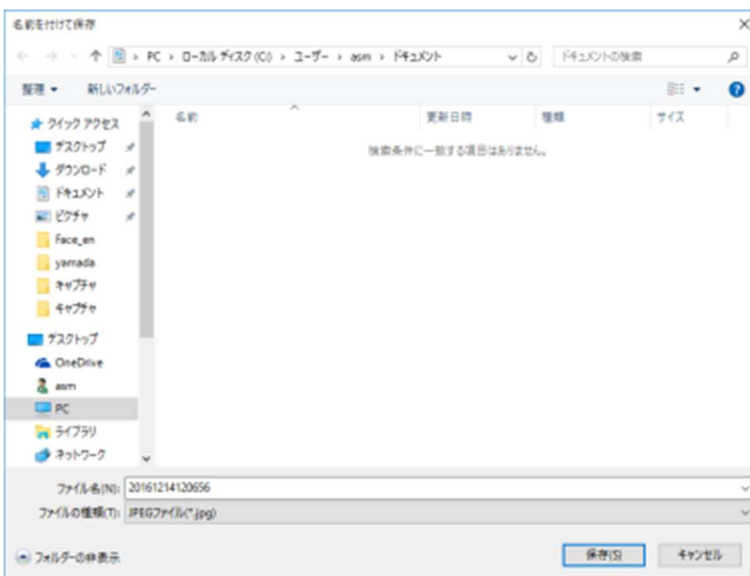 名前を付けて保存
PC › ローカル ディスク (C:) › ユーザー › asm › ドキュメント
ドキュメントの検索
整理 新しいフォルダー
名前 更新日時 種類 サイズ
検索条件に一致する項目はありません。
クイック アクセス
デスクトップ
ダウンロード
ドキュメント
ピクチャ
Face_en
yamada
キャプチャ
キャプチャ
デスクトップ
OneDrive
asm
PC
ライブラリ
ネットワーク
ファイル名(N): 20161214120656
ファイルの種類(T): JPEGファイル(*.jpg)
フォルダーの非表示
保存(S) キャンセル